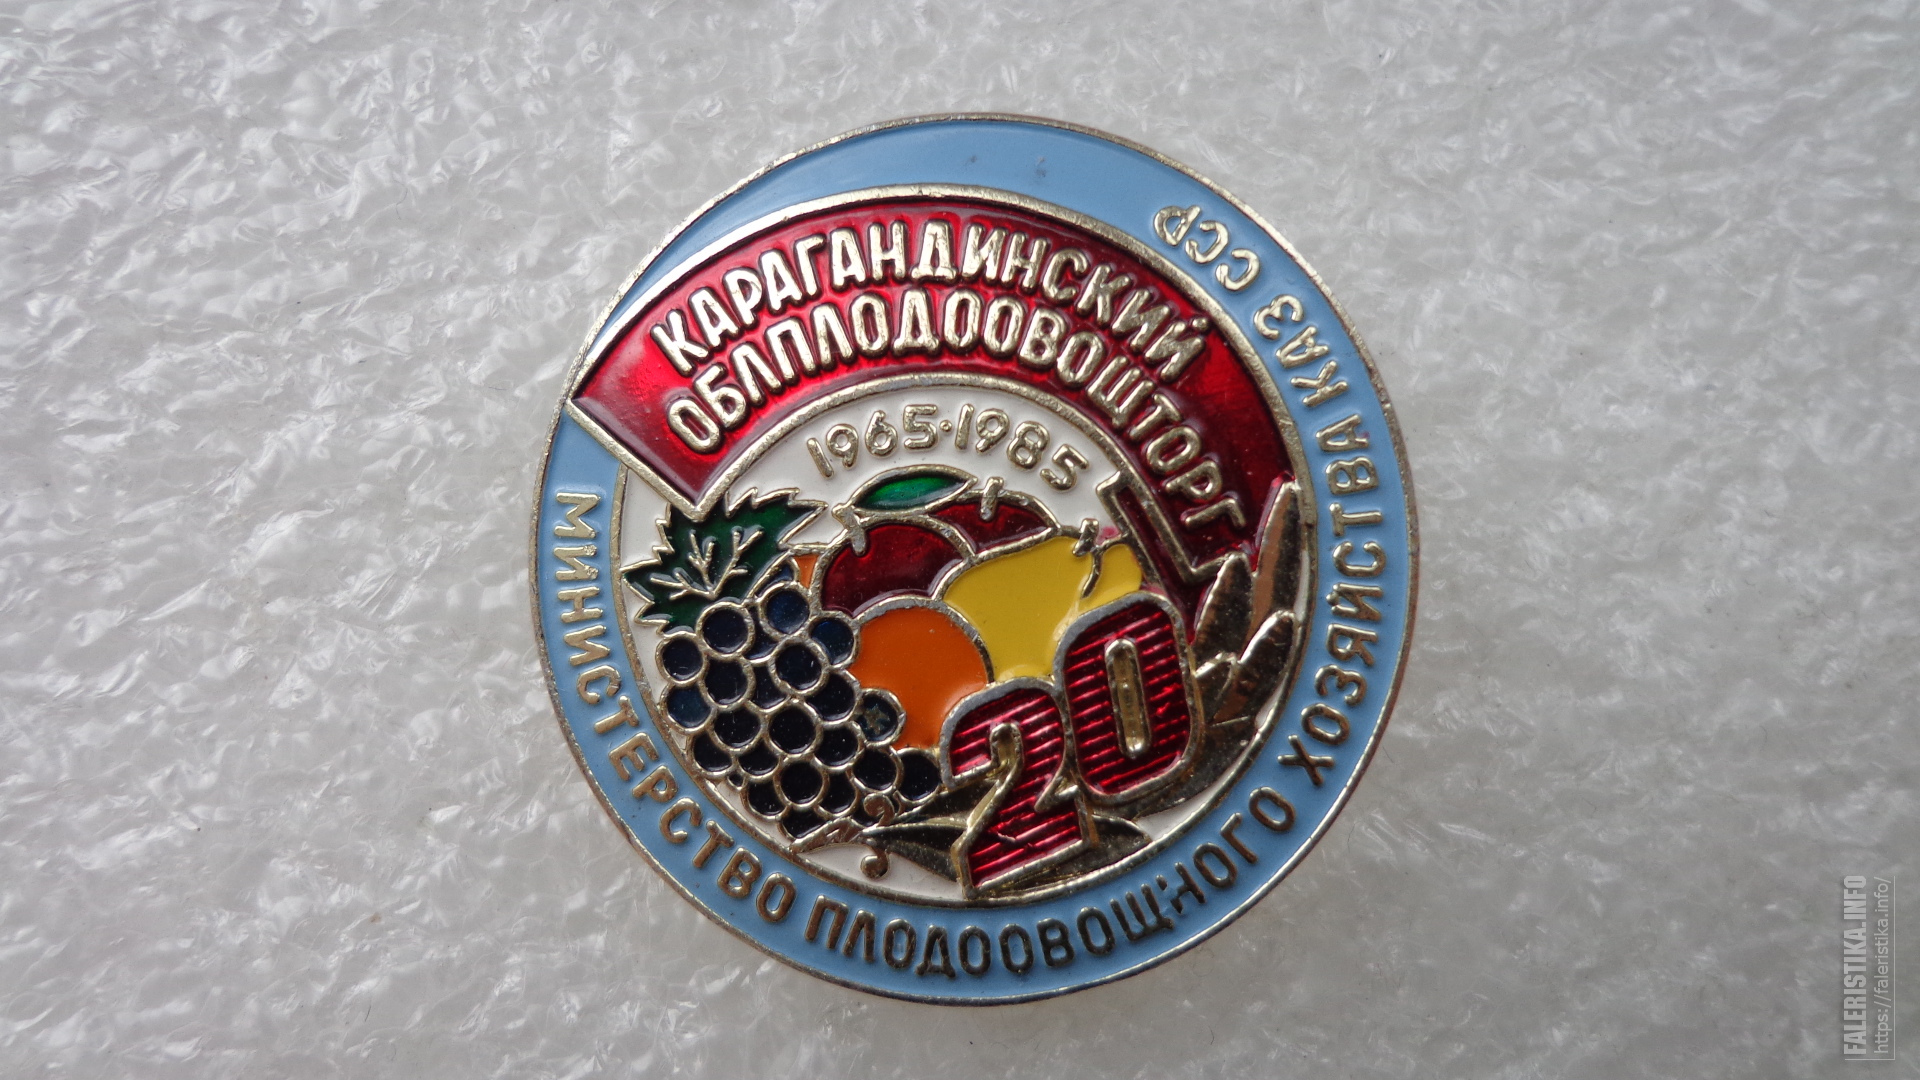 КАРАГАНДИНСКИЙ
ОБЛПЛОДООВОЩТОРГ
1965·1985
20
МИНИСТЕРСТВО ПЛОДООВОЩНОГО ХОЗЯЙСТВА КАЗ ССР
FALERISTIKA.INFO
https://faleristika.info/